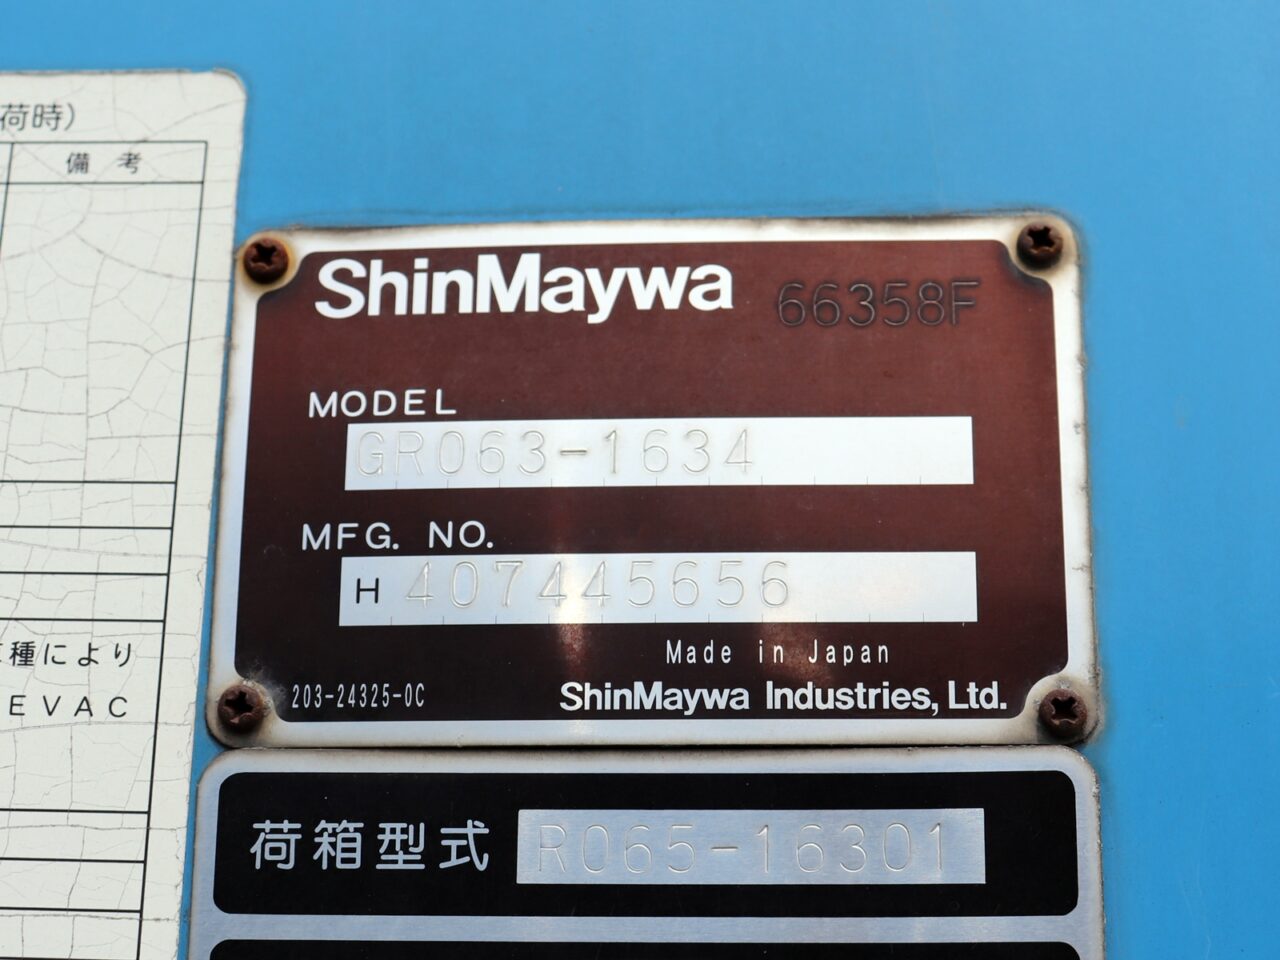 荷時)
備考
ShinMaywa 66358F
MODEL
GR063-1634
MFG. NO.
H 407445656
Made in Japan
203-24325-0C ShinMaywa Industries, Ltd.
種により
EVAC
荷箱型式 R065-16301